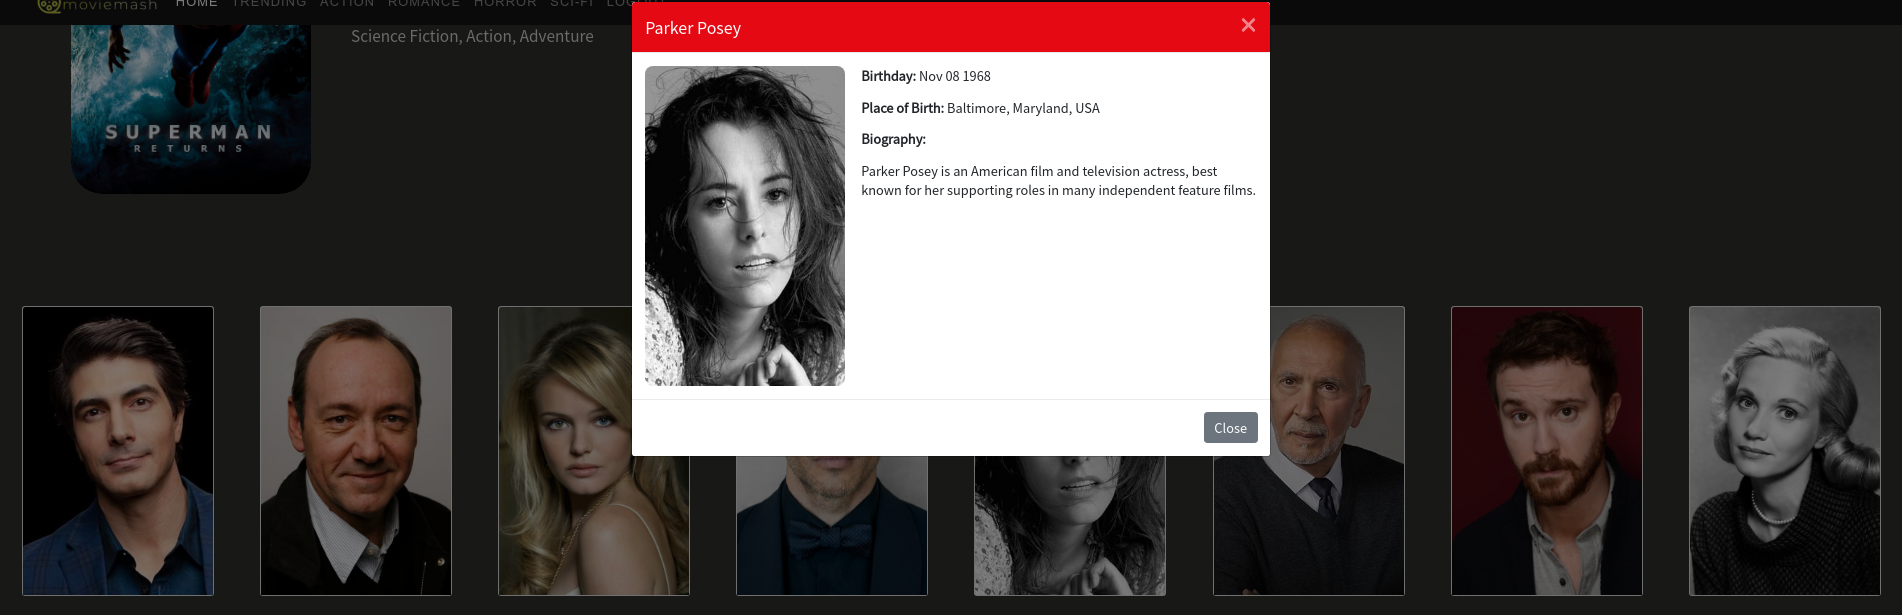 moviemash HOME TRENDING ACTION ROMANCE HORROR SCI-FI
Parker Posey
Science Fiction, Action, Adventure
SUPERMAN
RETURNS
Birthday: Nov 08 1968
Place of Birth: Baltimore, Maryland, USA
Biography:
Parker Posey is an American film and television actress, best
known for her supporting roles in many independent feature films.
Close